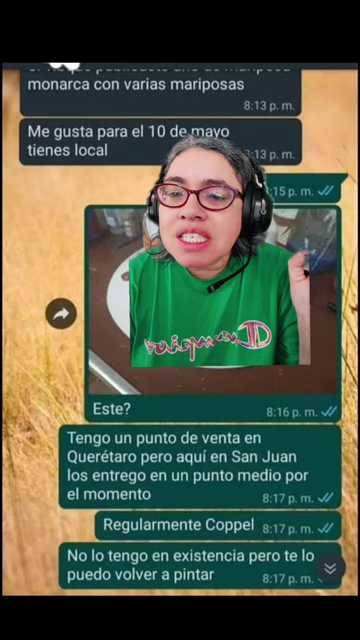 monarca con varias mariposas
8:13 p. m.
Me gusta para el 10 de mayo
tienes local
8:13 p. m.
8:15 p. m.
Champion
Este?
8:16 p. m.
Tengo un punto de venta en
Querétaro pero aquí en San Juan
los entrego en un punto medio por
el momento
8:17 p. m.
Regularmente Coppel
8:17 p. m.
No lo tengo en existencia pero te lo
puedo volver a pintar
8:17 p. m.